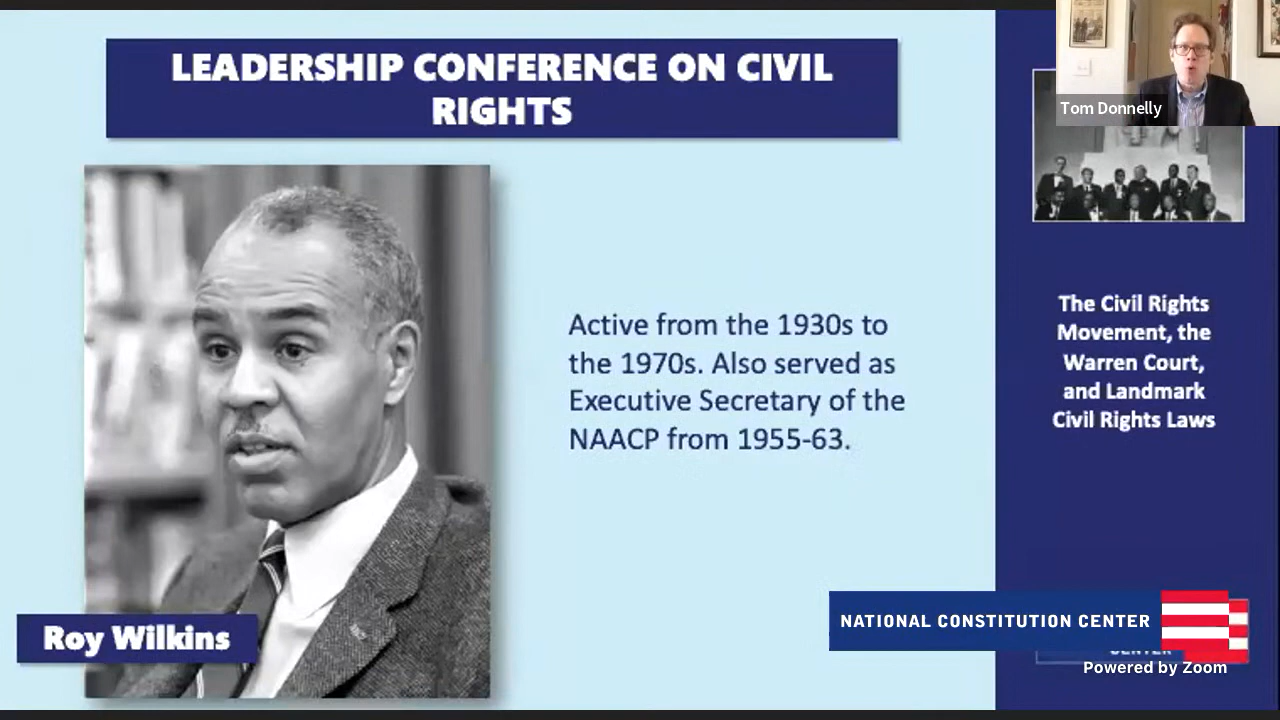 LEADERSHIP CONFERENCE ON CIVIL
RIGHTS
Tom Donnelly
Active from the 1930s to
the 1970s. Also served as
Executive Secretary of the
NAACP from 1955-63.
The Civil Rights
Movement, the
Warren Court,
and Landmark
Civil Rights Laws
Roy Wilkins
NATIONAL CONSTITUTION CENTER
Powered by Zoom